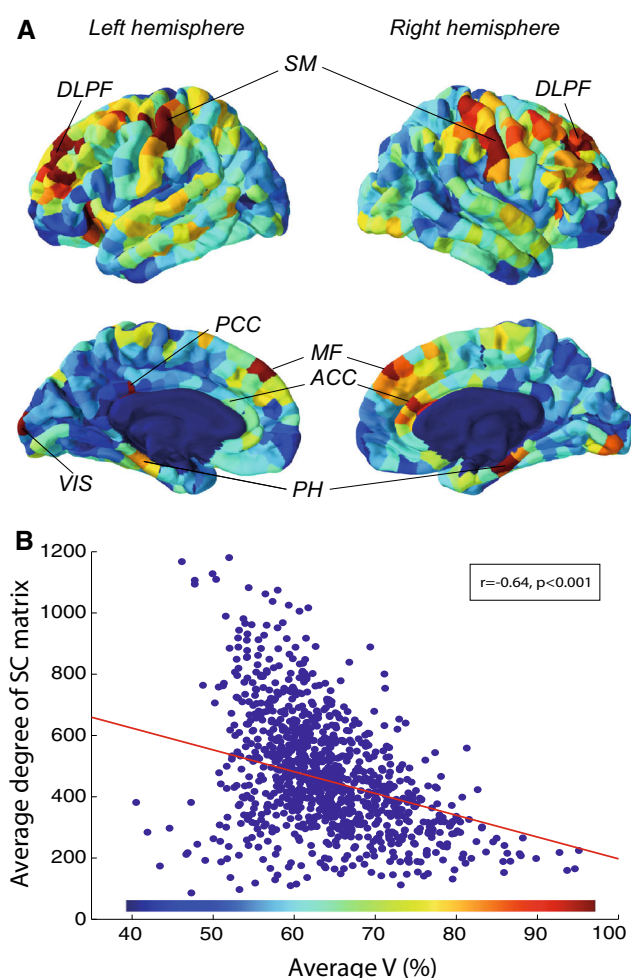 A
Left hemisphere
Right hemisphere
SM
DLPF
DLPF
PCC
MF
ACC
VIS
PH
B
1200
1000
800
600
400
200
0
Average degree of SC matrix
r=-0.64, p<0.001
40 50 60 70 80 90 100
Average V (%)